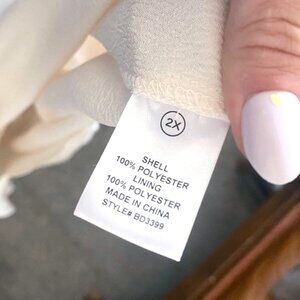 2X
SHELL
100% POLYESTER
LINING
100% POLYESTER
MADE IN CHINA
STYLE# BD3399